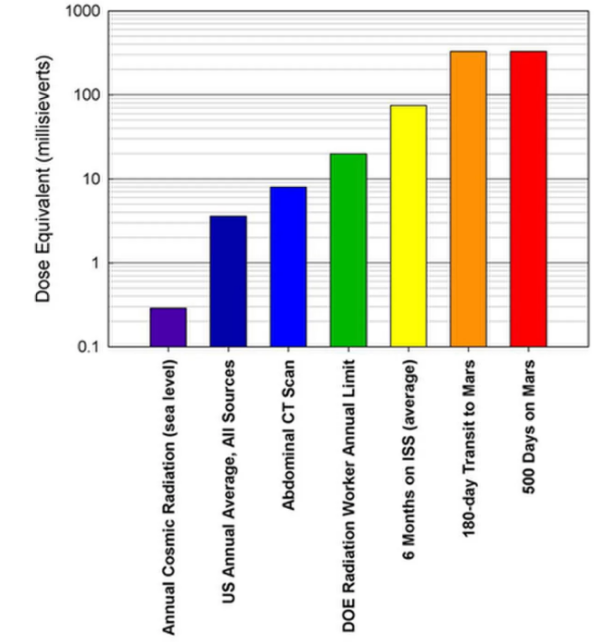 Dose Equivalent (millisieverts)
1000
100
10
1
0.1
Annual Cosmic Radiation (sea level)
US Annual Average, All Sources
Abdominal CT Scan
DOE Radiation Worker Annual Limit
6 Months on ISS (average)
180-day Transit to Mars
500 Days on Mars